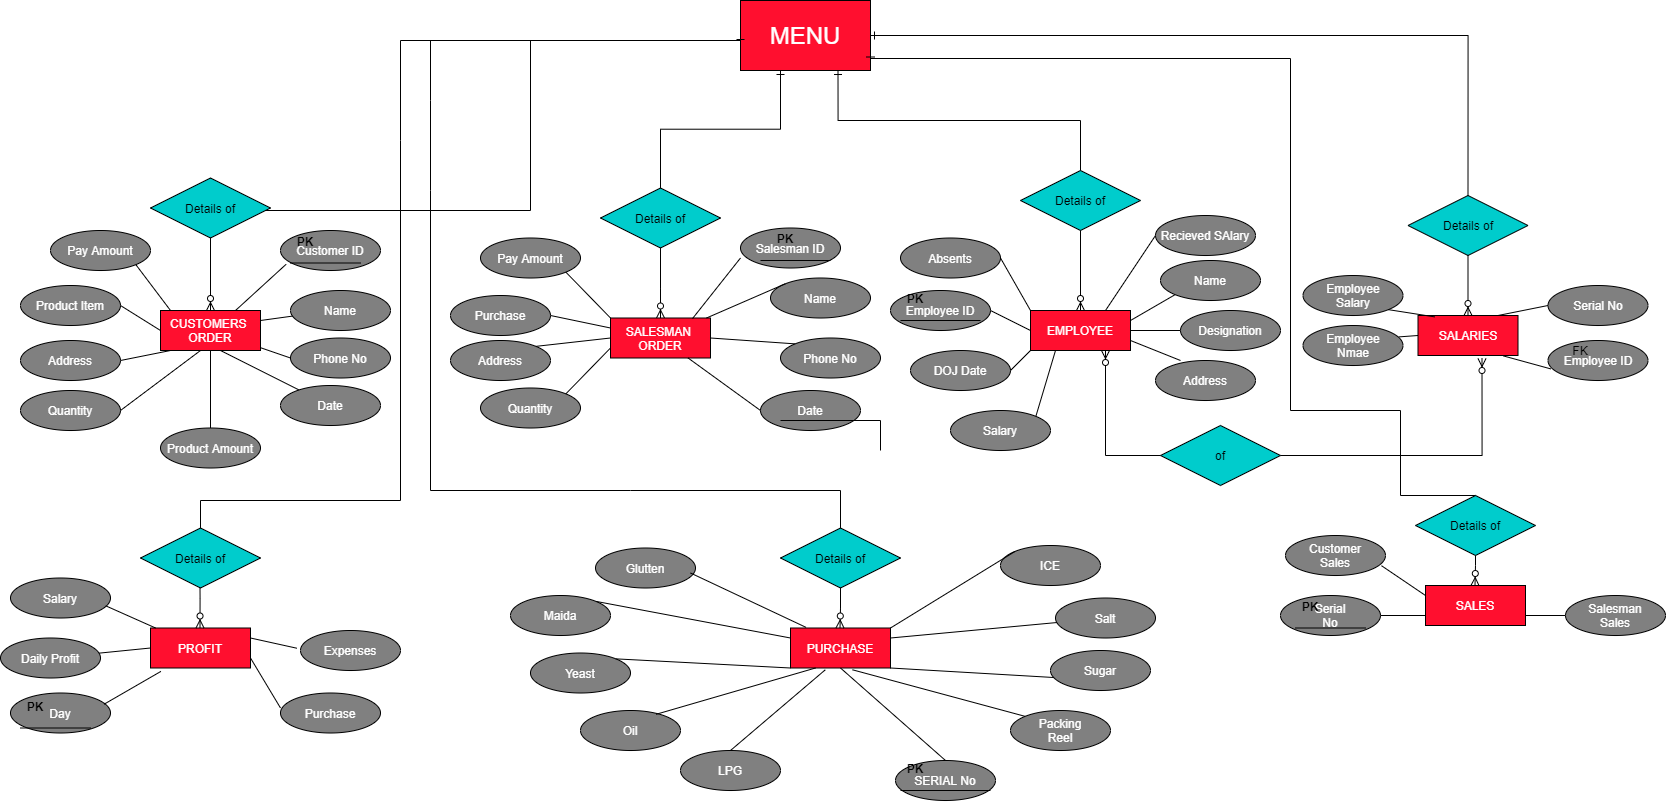 MENU
Details of
Pay Amount
PK
Customer ID
Product Item
Name
CUSTOMERS
ORDER
Address
Phone No
Quantity
Date
Product Amount
Details of
Pay Amount
PK
Salesman ID
Purchase
Name
SALESMAN
ORDER
Address
Phone No
Quantity
Date
Details of
Absents
Recieved SAlary
PK
Employee ID
Name
EMPLOYEE
Designation
DOJ Date
Address
Salary
Details of
Employee
Salary
Serial No
SALARIES
Employee
Nmae
FK
Employee ID
of
Details of
Salary
PROFIT
Daily Profit
Expenses
PK
Day
Purchase
Details of
Glutten
ICE
Maida
Salt
PURCHASE
Yeast
Sugar
Oil
Packing
Reel
LPG
PK
SERIAL No
Details of
Customer
Sales
SALES
PK
Serial
No
Salesman
Sales